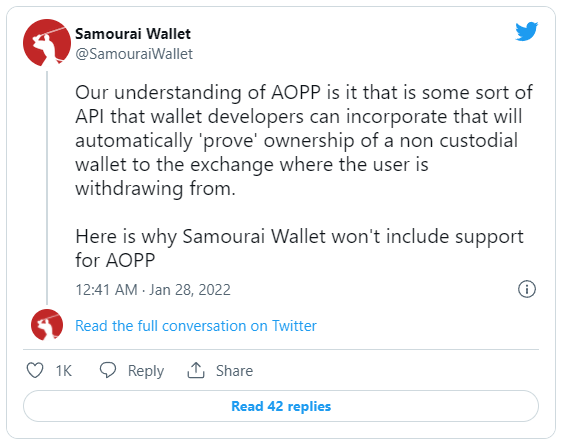 Samourai Wallet
@SamouraiWallet
Our understanding of AOPP is it that is some sort of
API that wallet developers can incorporate that will
automatically 'prove' ownership of a non custodial
wallet to the exchange where the user is
withdrawing from.
Here is why Samourai Wallet won't include support
for AOPP
12:41 AM · Jan 28, 2022
Read the full conversation on Twitter
1K Reply Share
Read 42 replies